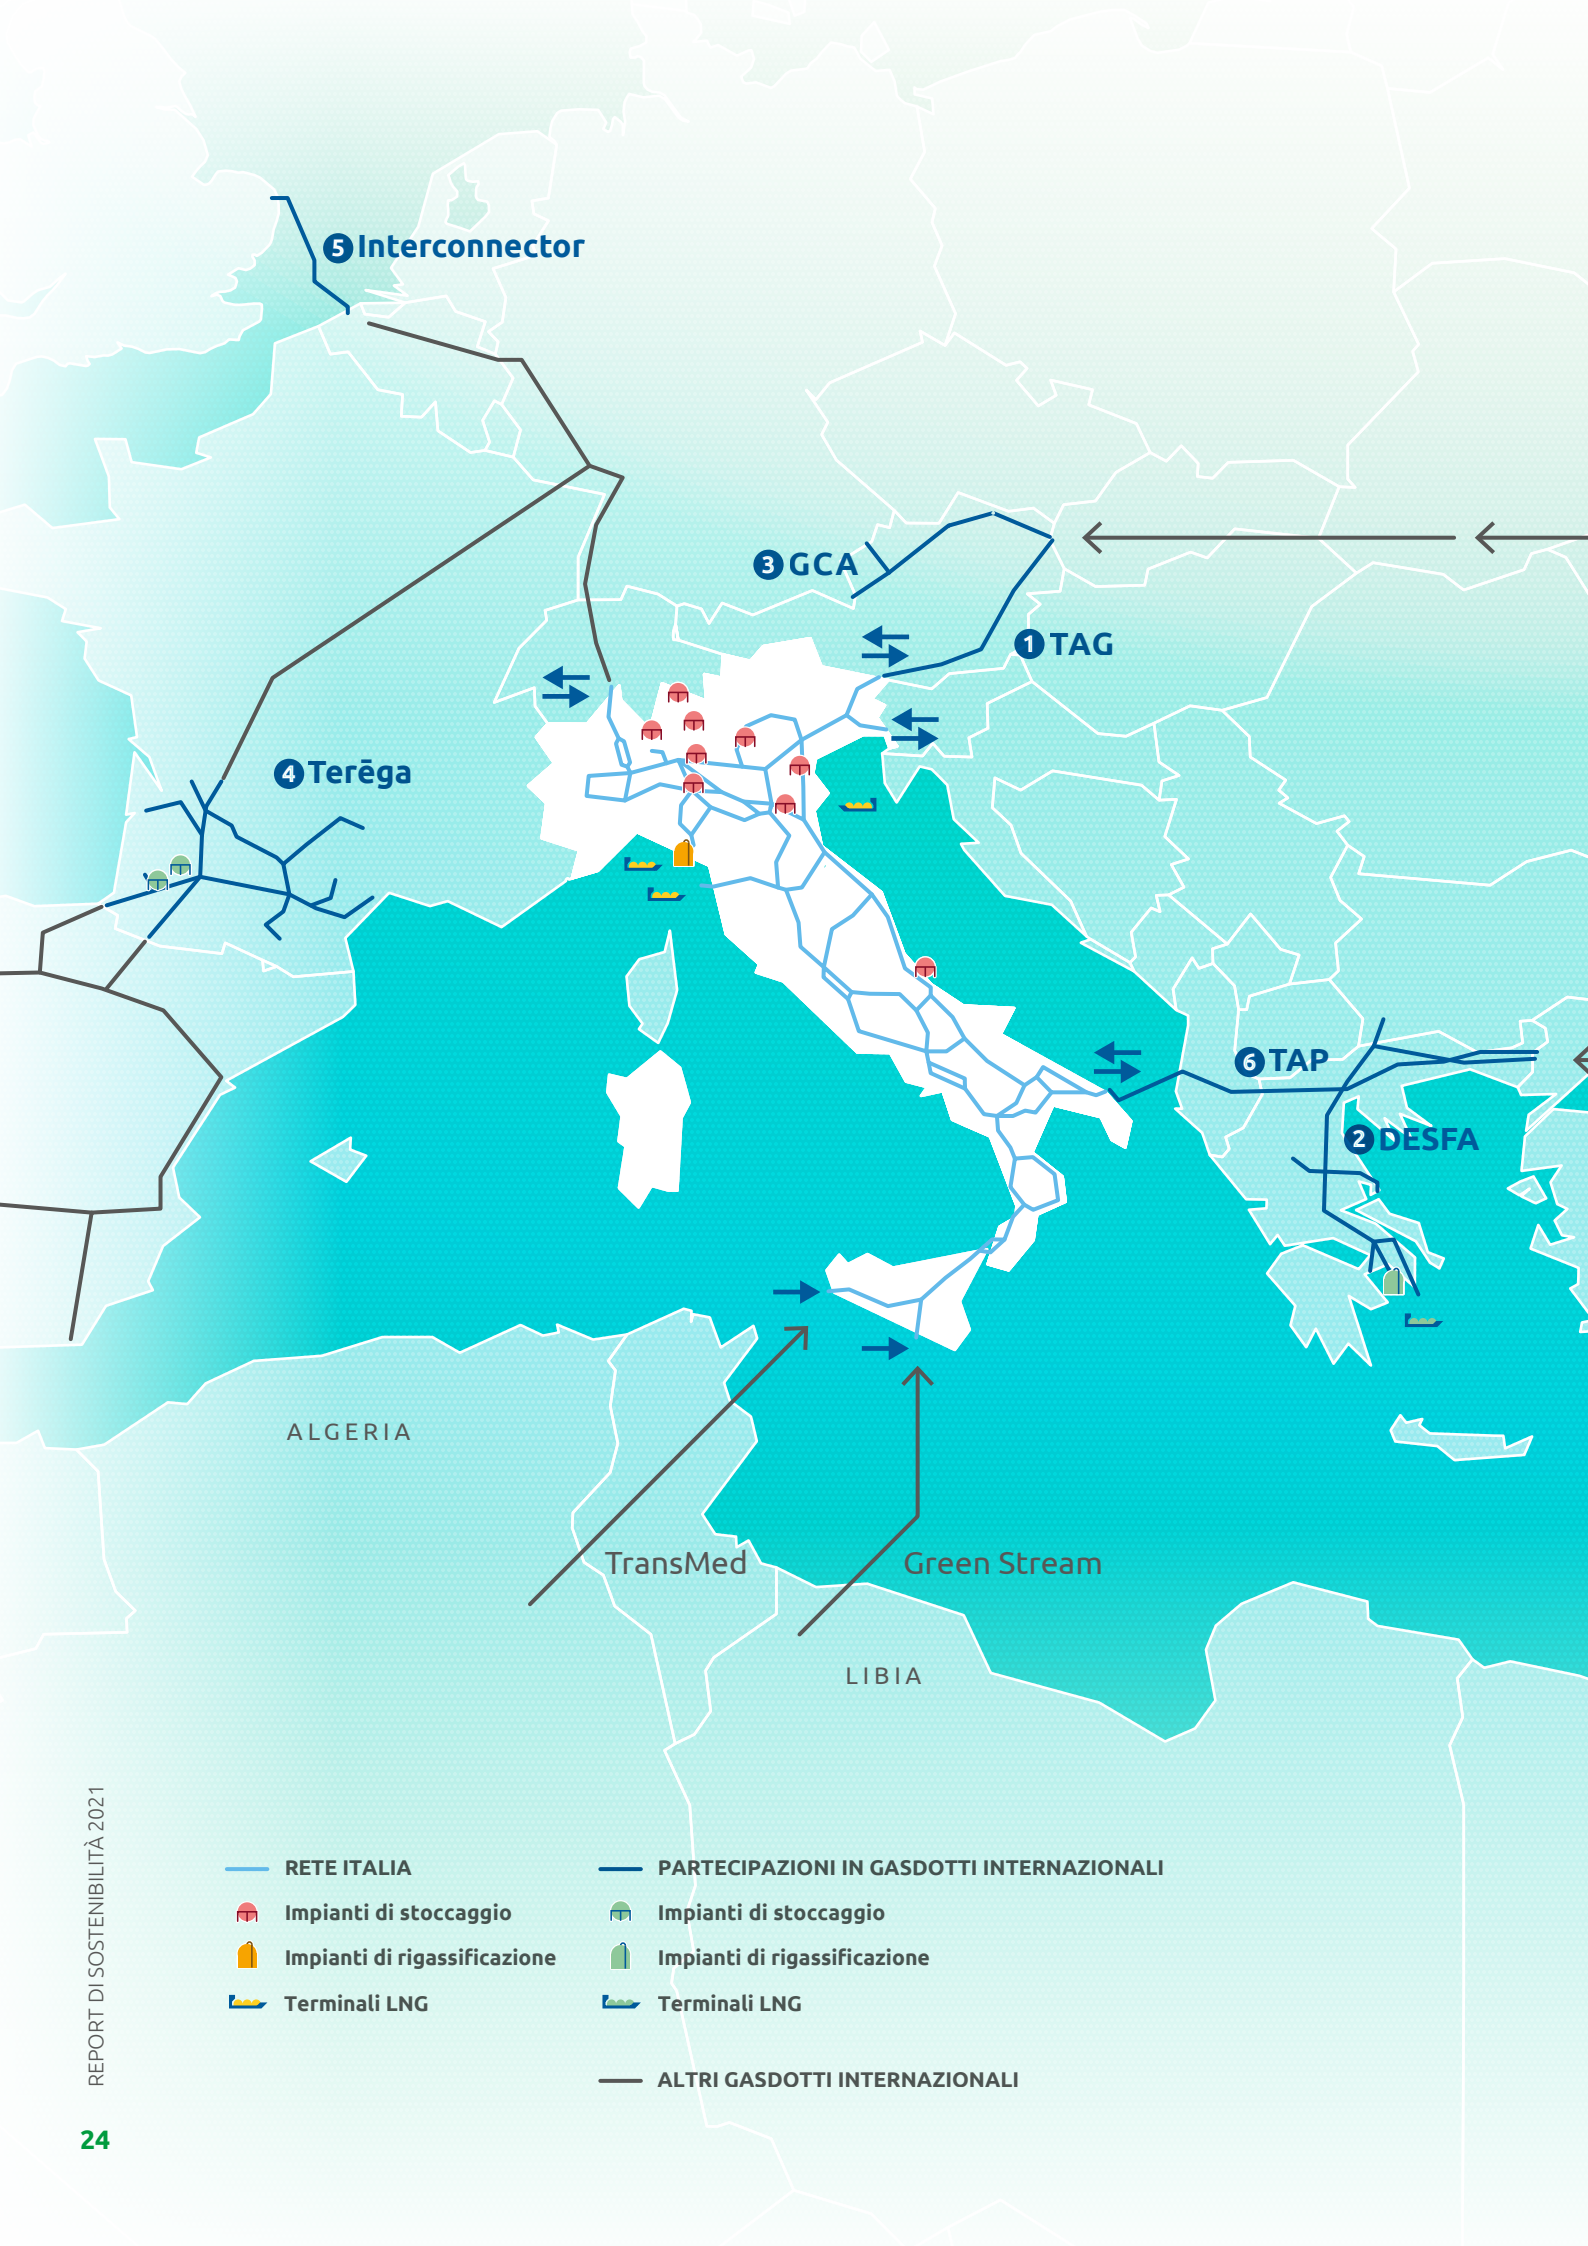 5 Interconnector
3 GCA
1 TAG
4 Terēga
6 TAP
2 DESFA
ALGERIA
TransMed
Green Stream
LIBIA
RETE ITALIA
Impianti di stoccaggio
Impianti di rigassificazione
Terminali LNG
PARTECIPAZIONI IN GASDOTTI INTERNAZIONALI
Impianti di stoccaggio
Impianti di rigassificazione
Terminali LNG
ALTRI GASDOTTI INTERNAZIONALI
REPORT DI SOSTENIBILITÀ 2021
24